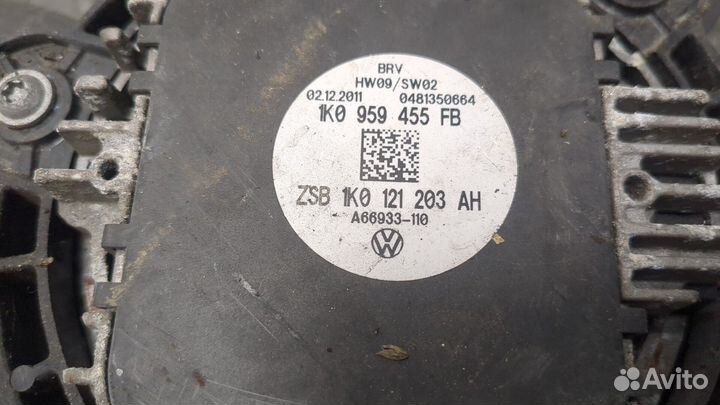 BRV
HW09/SW02
02.12.2011 0481350664
1K0 959 455 FB
ZSB 1K0 121 203 AH
A66933-110
Avito